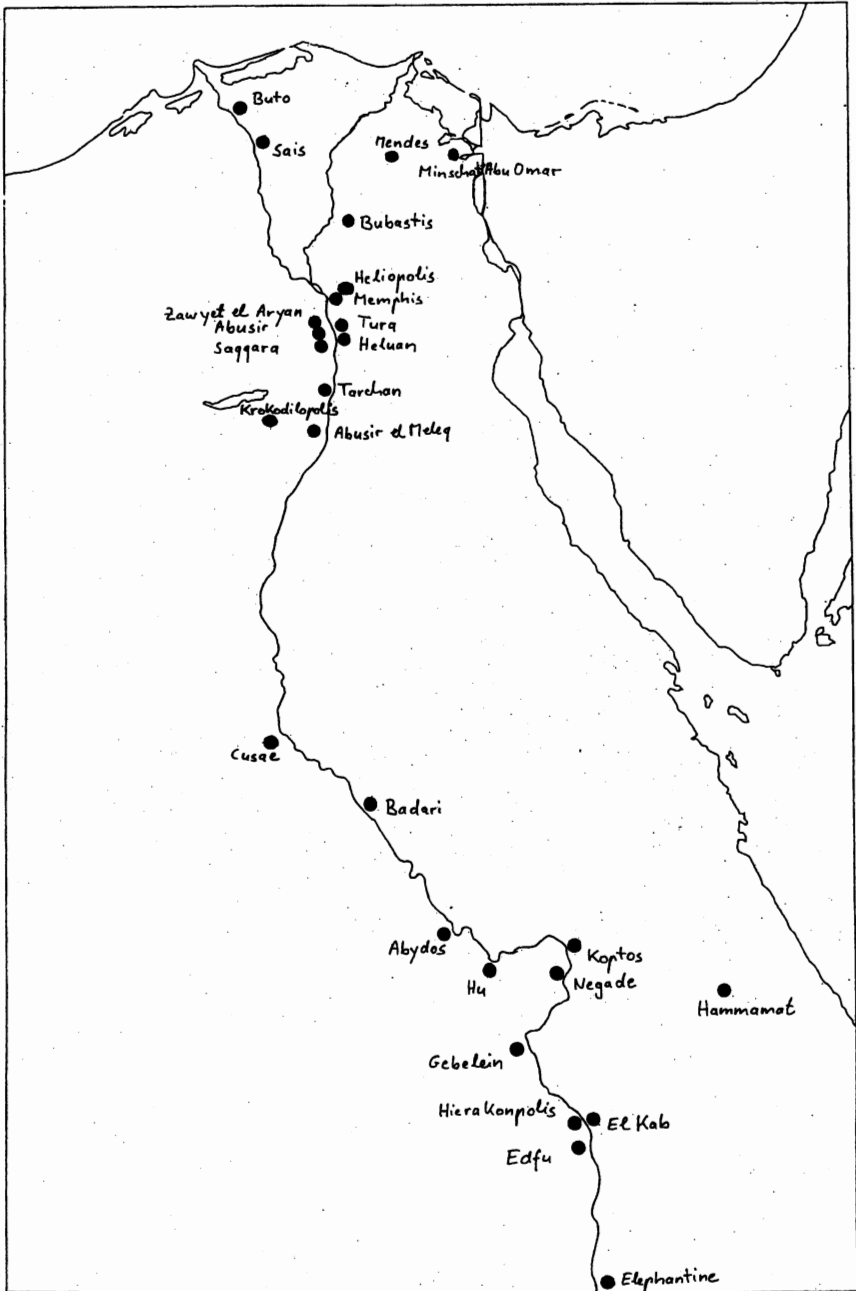 Buto
Sais
Mendes
Minschat Abu Omar
Bubastis
Heliopolis
Memphis
Zawyet el Aryan
Abusir
Saqqara
Tura
Heluan
Tarchan
Krokodilopolis
Abusir el Meleq
Cusae
Badari
Abydos
Hu
Koptos
Negade
Hammamat
Gebelein
Hierakonpolis
El Kab
Edfu
Elephantine